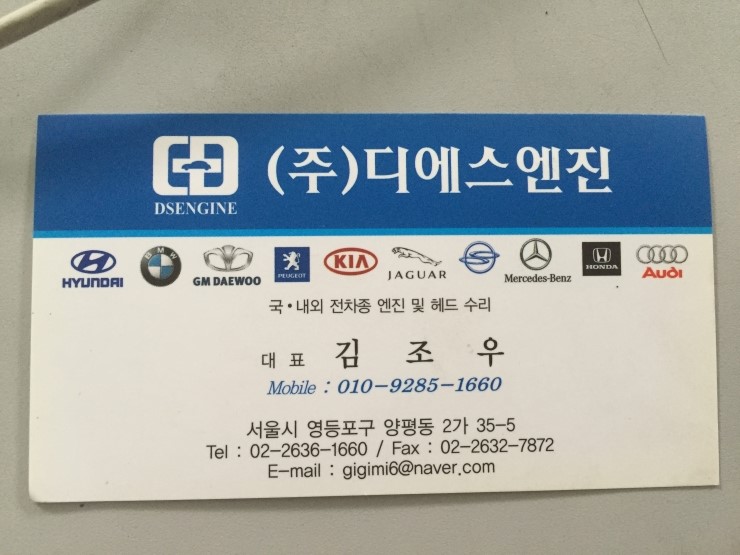 (주)디에스엔진
DSENGINE
HYUNDAI BMW GM DAEWOO PEUGEOT KIA JAGUAR Mercedes-Benz HONDA Audi
국·내외 전차종 엔진 및 헤드 수리
대 표 김 조 우
Mobile : 010-9285-1660
서울시 영등포구 양평동 2가 35-5
Tel : 02-2636-1660 / Fax : 02-2632-7872
E-mail : gigimi6@naver.com